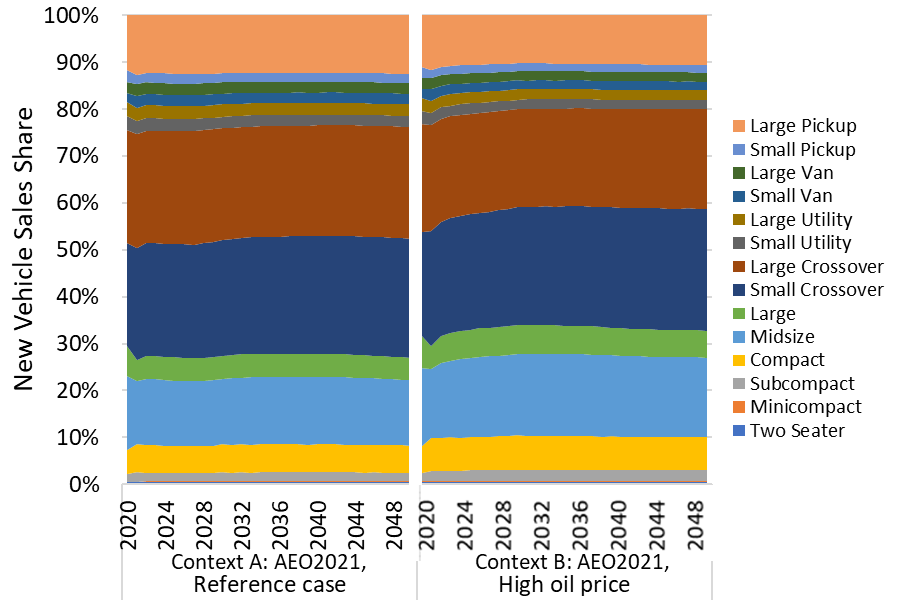 New Vehicle Sales Share
100%
90%
80%
70%
60%
50%
40%
30%
20%
10%
0%
2020 2024 2028 2032 2036 2040 2044 2048
2020 2024 2028 2032 2036 2040 2044 2048
Context A: AEO2021,
Reference case
Context B: AEO2021,
High oil price
Large Pickup
Small Pickup
Large Van
Small Van
Large Utility
Small Utility
Large Crossover
Small Crossover
Large
Midsize
Compact
Subcompact
Minicompact
Two Seater